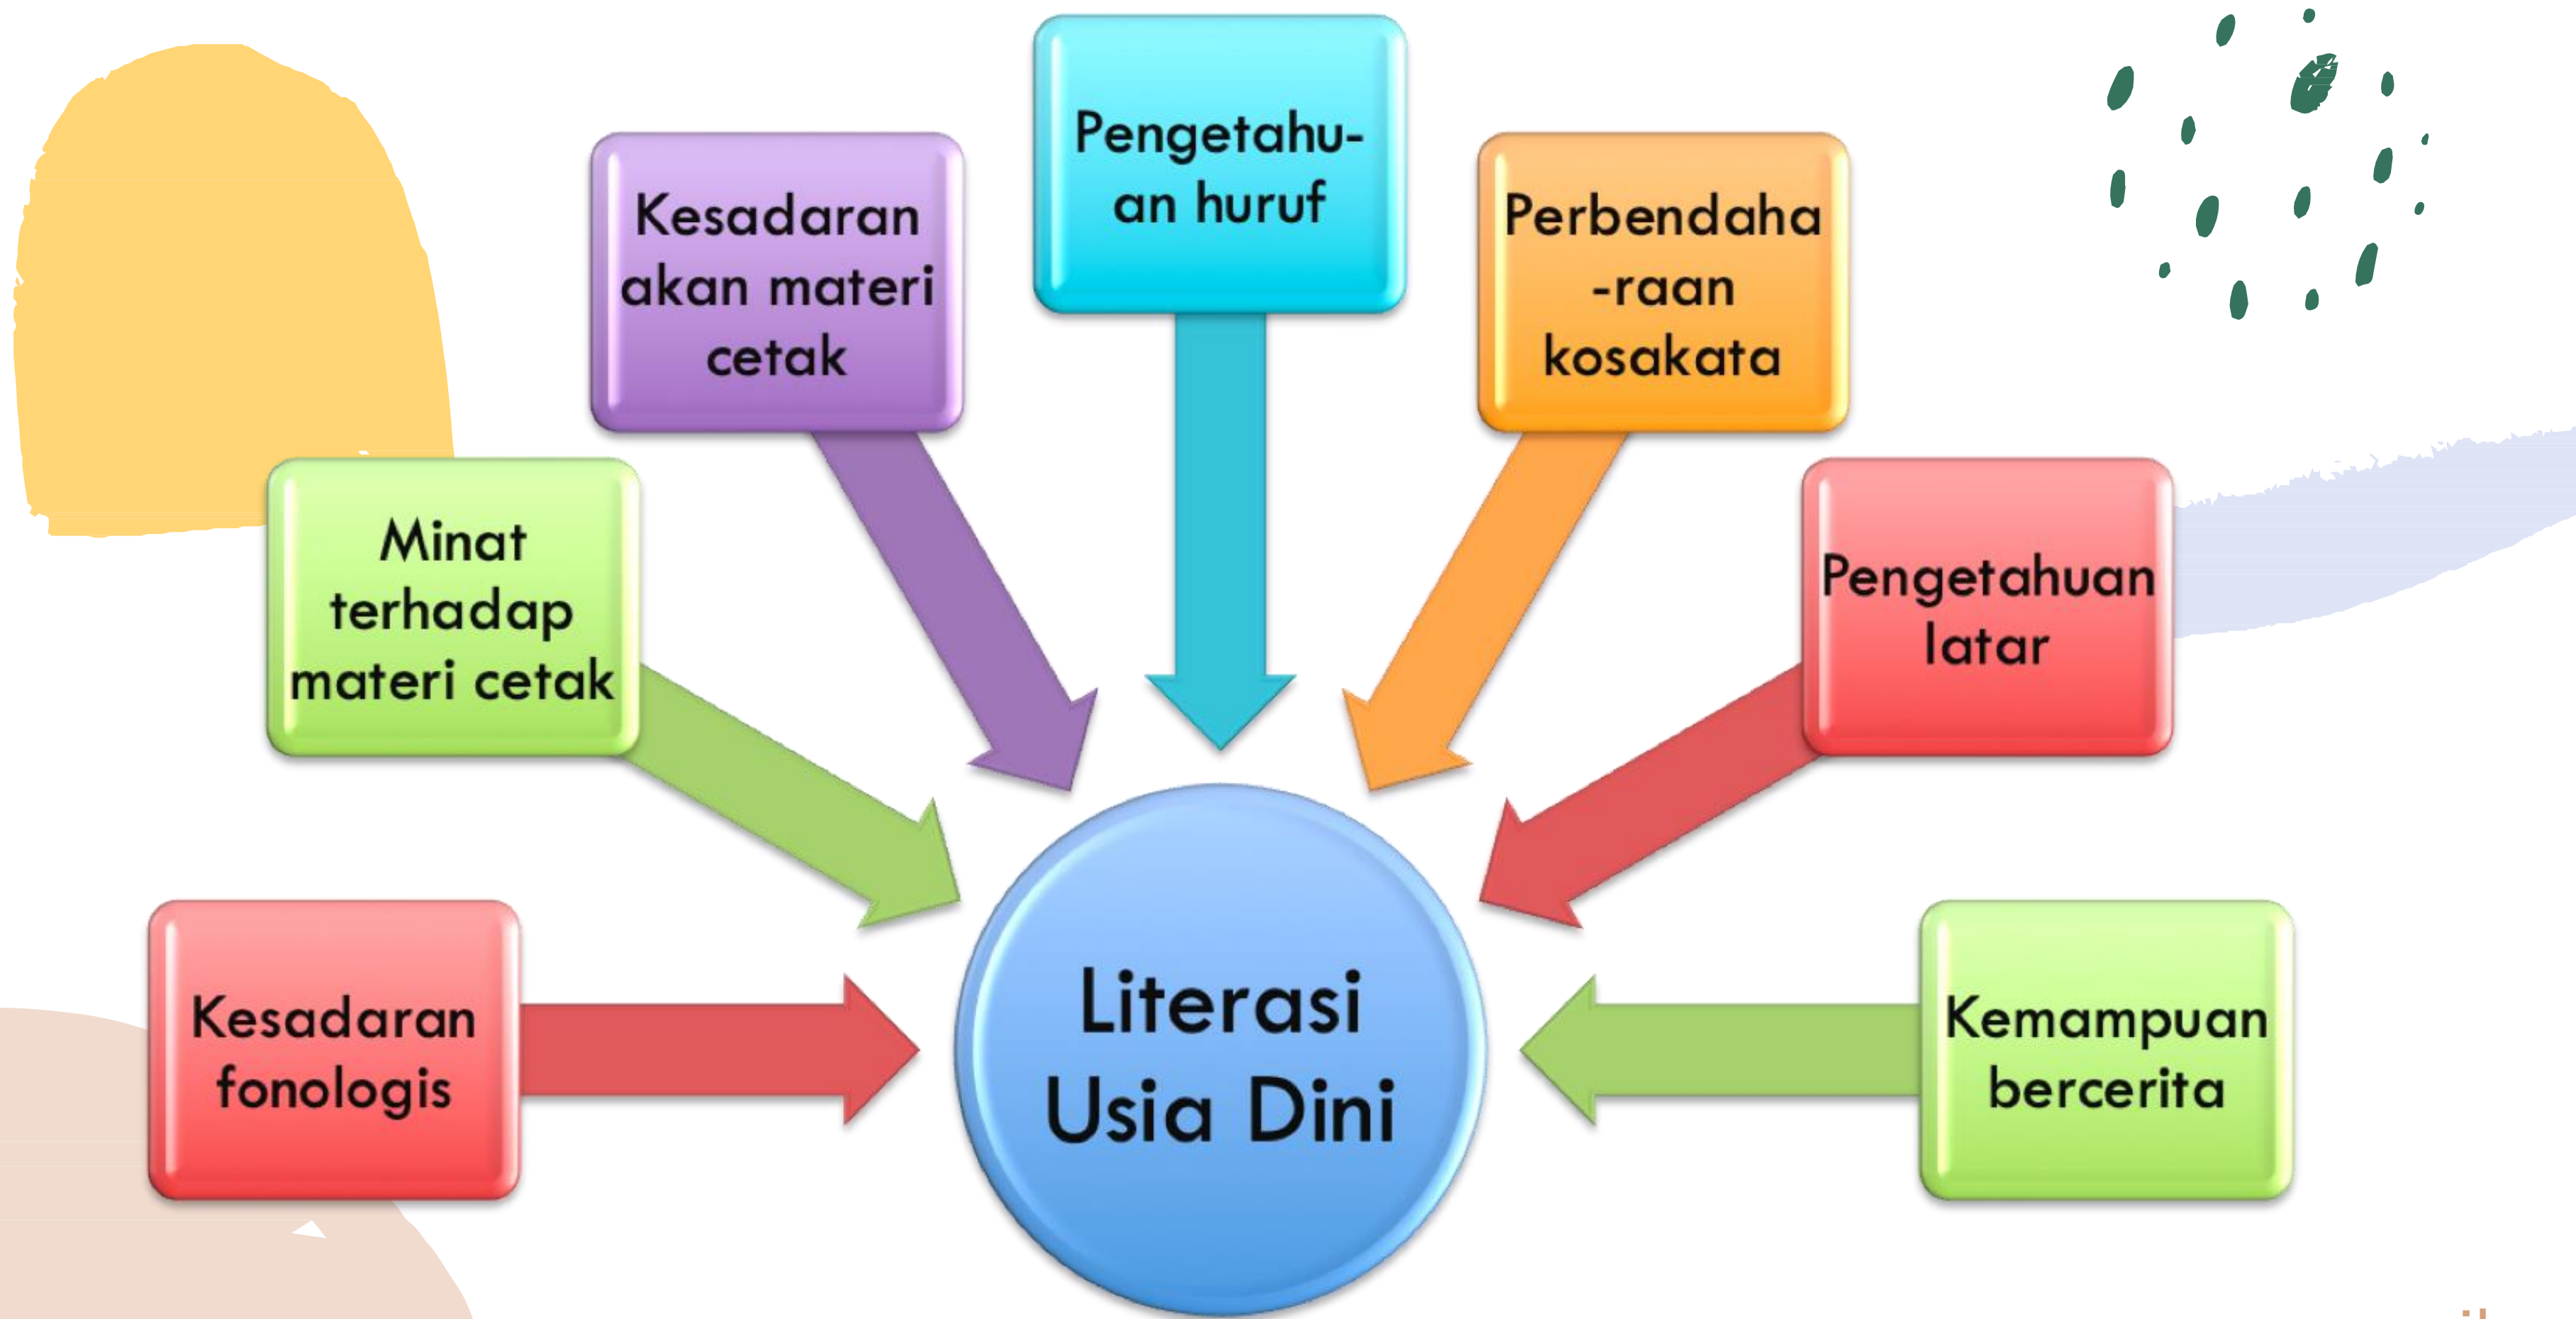 Pengetahu-
an huruf
Kesadaran
akan materi
cetak
Perbendaha
-raan
kosakata
Minat
terhadap
materi cetak
Pengetahuan
latar
Kesadaran
fonologis
Literasi
Usia Dini
Kemampuan
bercerita